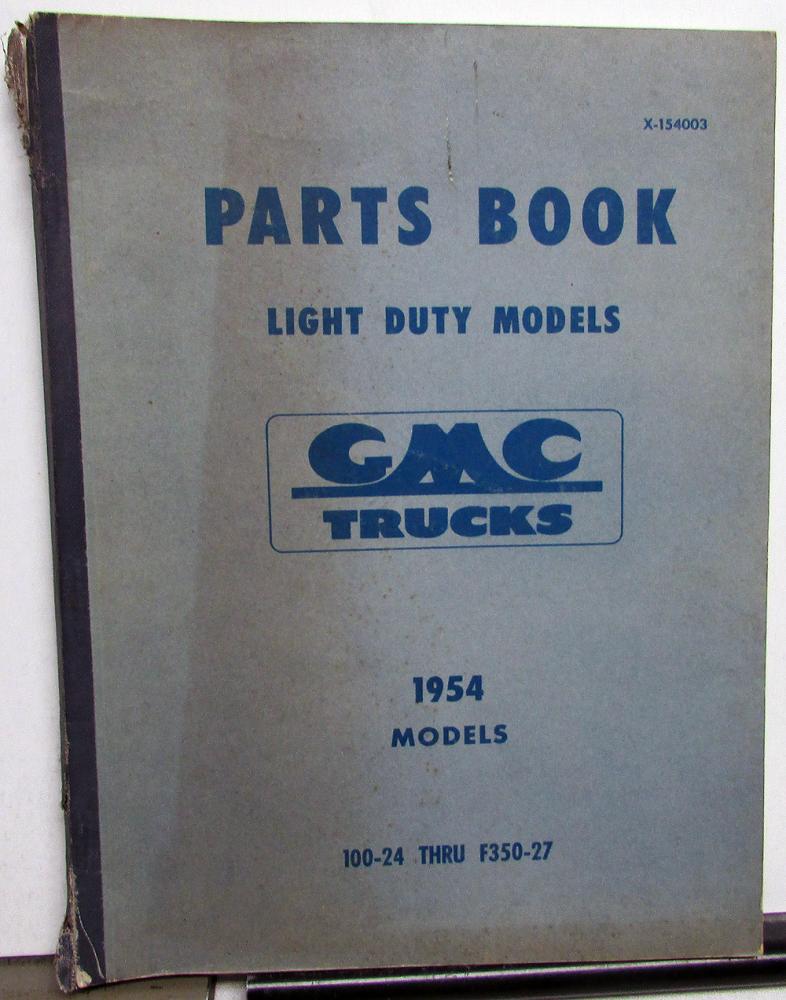 X-154003
PARTS BOOK
LIGHT DUTY MODELS
GMC
TRUCKS
1954
MODELS
100-24 THRU F350-27